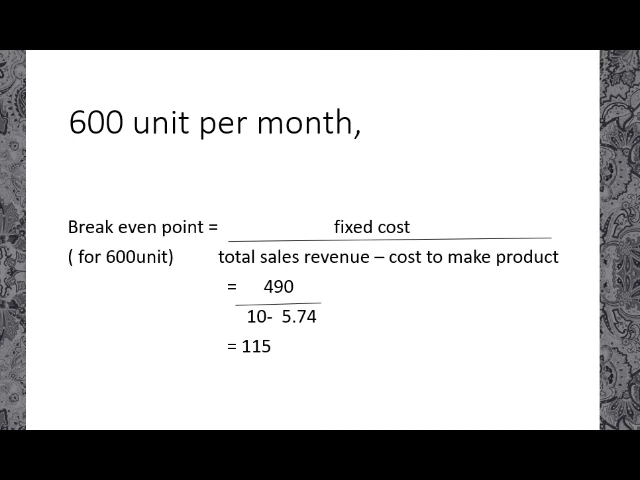 600 unit per month,
Break even point = fixed cost
( for 600unit) total sales revenue – cost to make product
= 490
10- 5.74
= 115